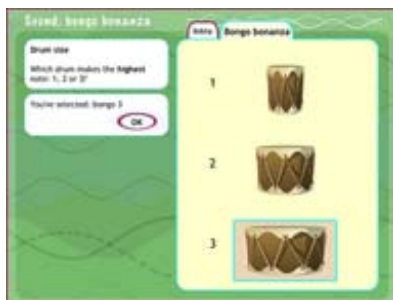 Sound, bongo bonanza
Intro
Bongo bonanza
Drum size
Which drum makes the highest
note: 1, 2 or 3?
You've selected: bongo 3
OK
1
2
3